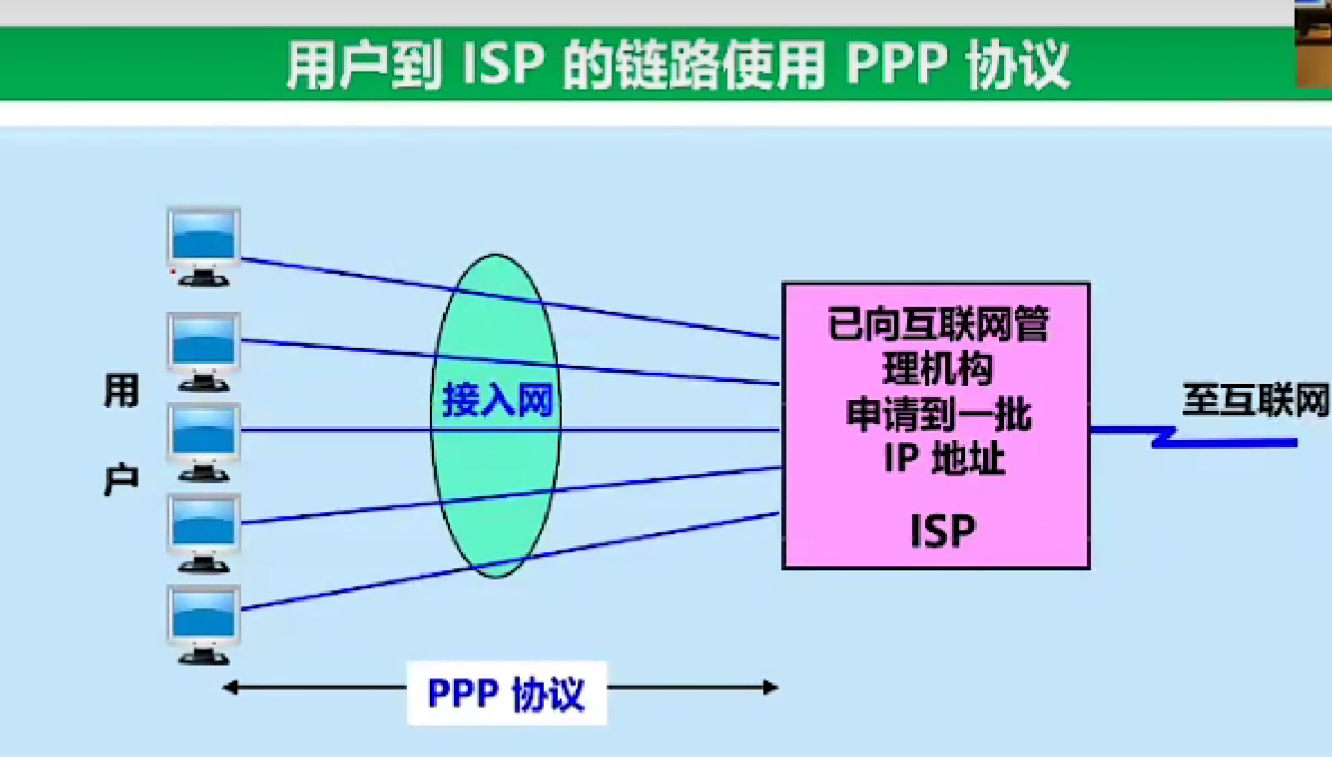 用户到 ISP 的链路使用 PPP 协议
用
户
接入网
已向互联网管
理机构
申请到一批
IP 地址
ISP
至互联网
PPP 协议